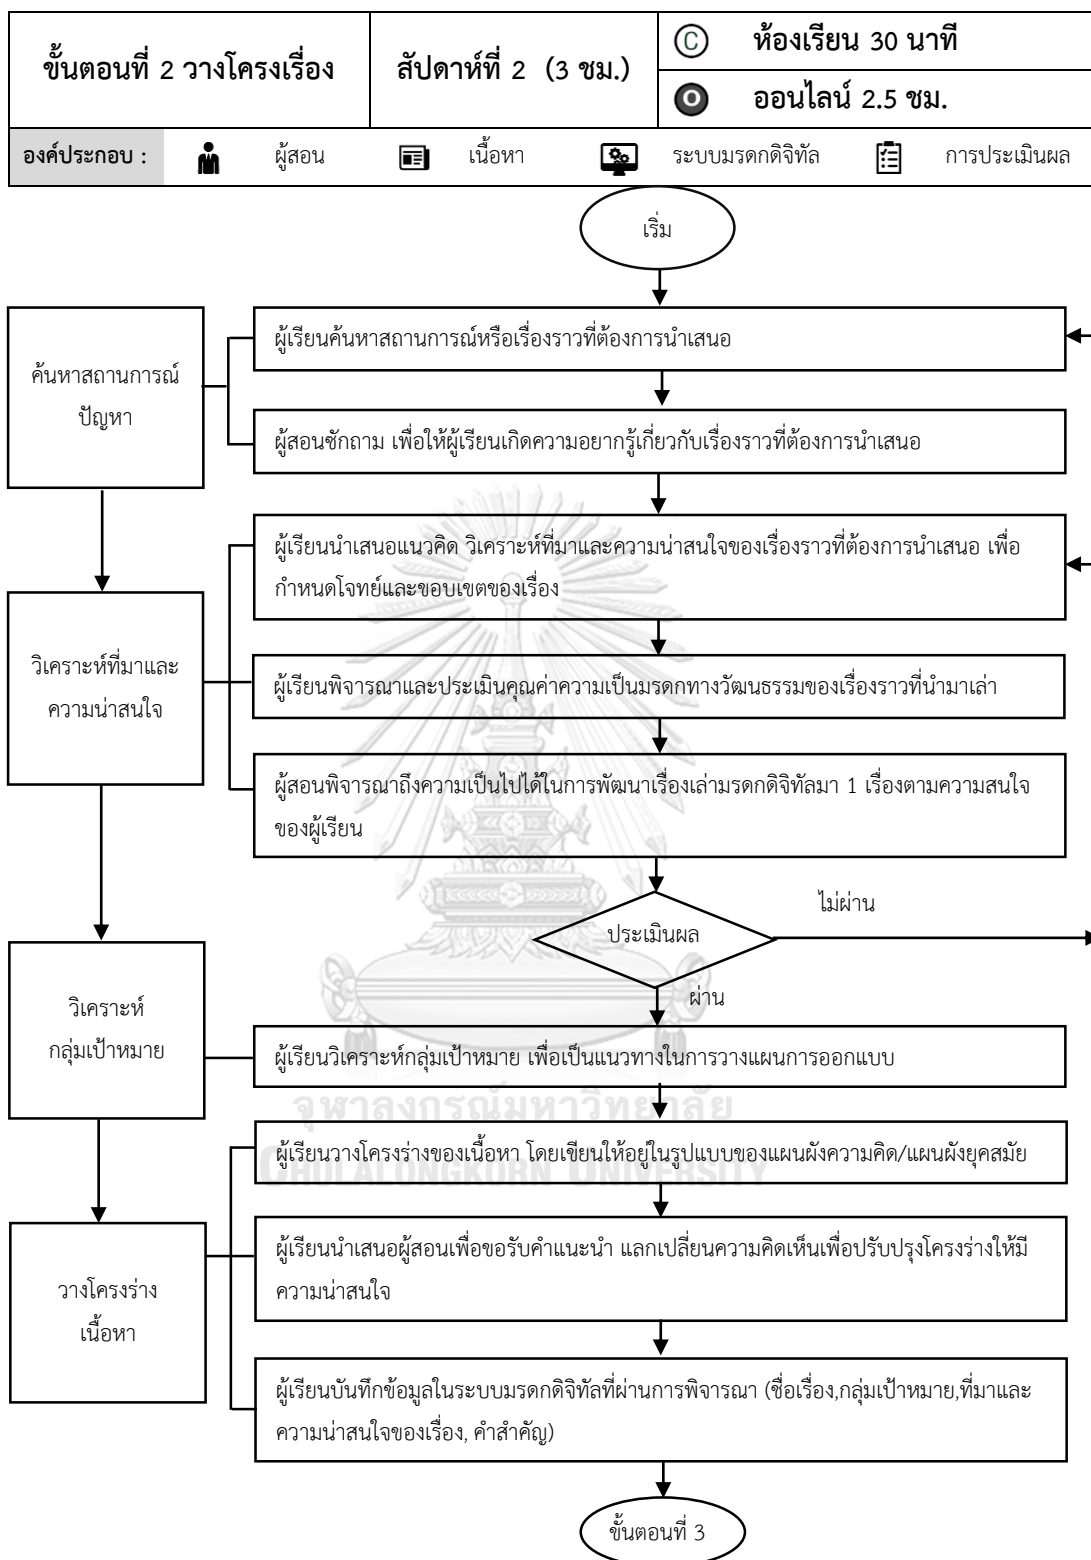 ขั้นตอนที่ 2 วางโครงเรื่อง
สัปดาห์ที่ 2 (3 ชม.)
C ห้องเรียน 30 นาที
O ออนไลน์ 2.5 ชม.
องค์ประกอบ : ผู้สอน เนื้อหา ระบบมรดกดิจิทัล การประเมินผล
เริ่ม
ค้นหาสถานการณ์
ปัญหา
ผู้เรียนค้นหาสถานการณ์หรือเรื่องราวที่ต้องการนำเสนอ
ผู้สอนซักถาม เพื่อให้ผู้เรียนเกิดความอยากรู้เกี่ยวกับเรื่องราวที่ต้องการนำเสนอ
วิเคราะห์ที่มาและ
ความน่าสนใจ
ผู้เรียนนำเสนอแนวคิด วิเคราะห์ที่มาและความน่าสนใจของเรื่องราวที่ต้องการนำเสนอ เพื่อ
กำหนดโจทย์และขอบเขตของเรื่อง
ผู้เรียนพิจารณาและประเมินคุณค่าความเป็นมรดกทางวัฒนธรรมของเรื่องราวที่นำมาเล่า
ผู้สอนพิจารณาถึงความเป็นไปได้ในการพัฒนาเรื่องเล่ามรดกดิจิทัลมา 1 เรื่องตามความสนใจ
ของผู้เรียน
ประเมินผล
ไม่ผ่าน
ผ่าน
วิเคราะห์
กลุ่มเป้าหมาย
ผู้เรียนวิเคราะห์กลุ่มเป้าหมาย เพื่อเป็นแนวทางในการวางแผนการออกแบบ
จุฬาลงกรณ์มหาวิทยาลัย
CHULALONGKORN UNIVERSITY
วางโครงร่าง
เนื้อหา
ผู้เรียนวางโครงร่างของเนื้อหา โดยเขียนให้อยู่ในรูปแบบของแผนผังความคิด/แผนผังยุคสมัย
ผู้เรียนนำเสนอผู้สอนเพื่อขอรับคำแนะนำ แลกเปลี่ยนความคิดเห็นเพื่อปรับปรุงโครงร่างให้มี
ความน่าสนใจ
ผู้เรียนบันทึกข้อมูลในระบบมรดกดิจิทัลที่ผ่านการพิจารณา (ชื่อเรื่อง,กลุ่มเป้าหมาย,ที่มาและ
ความน่าสนใจของเรื่อง, คำสำคัญ)
ขั้นตอนที่ 3